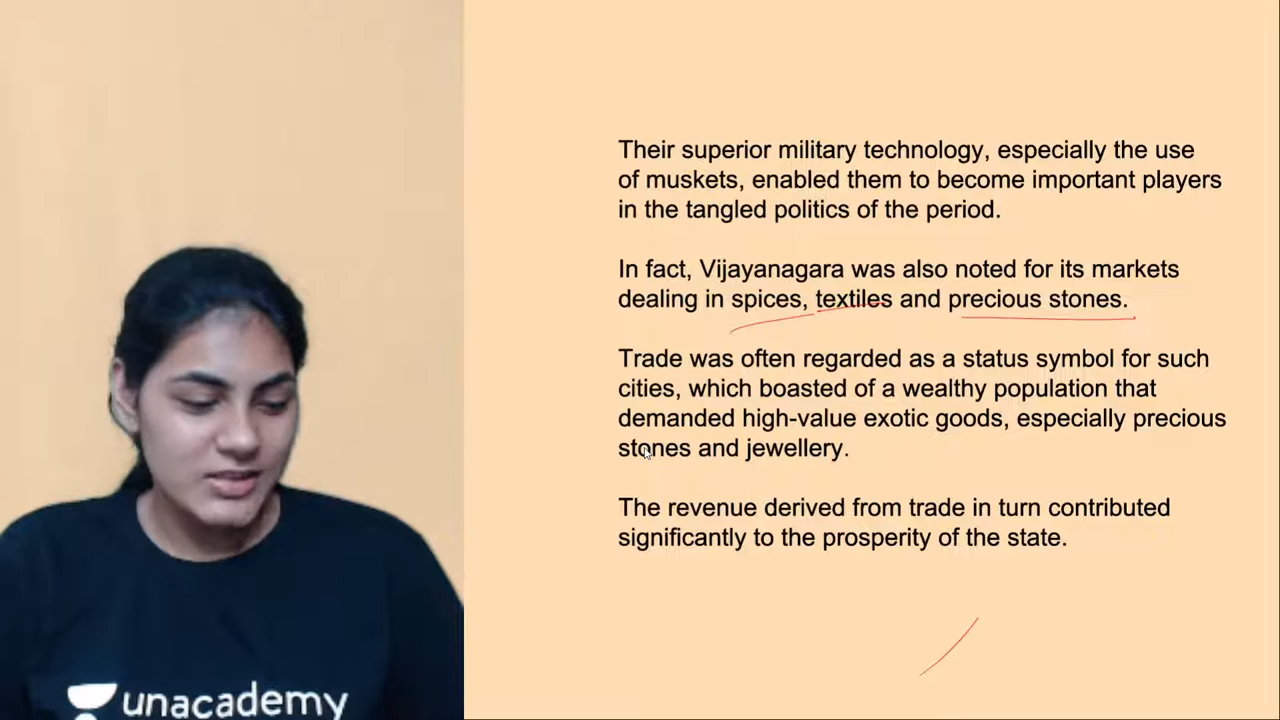 Their superior military technology, especially the use
of muskets, enabled them to become important players
in the tangled politics of the period.
In fact, Vijayanagara was also noted for its markets
dealing in spices, textiles and precious stones.
Trade was often regarded as a status symbol for such
cities, which boasted of a wealthy population that
demanded high-value exotic goods, especially precious
stones and jewellery.
The revenue derived from trade in turn contributed
significantly to the prosperity of the state.
unacademy